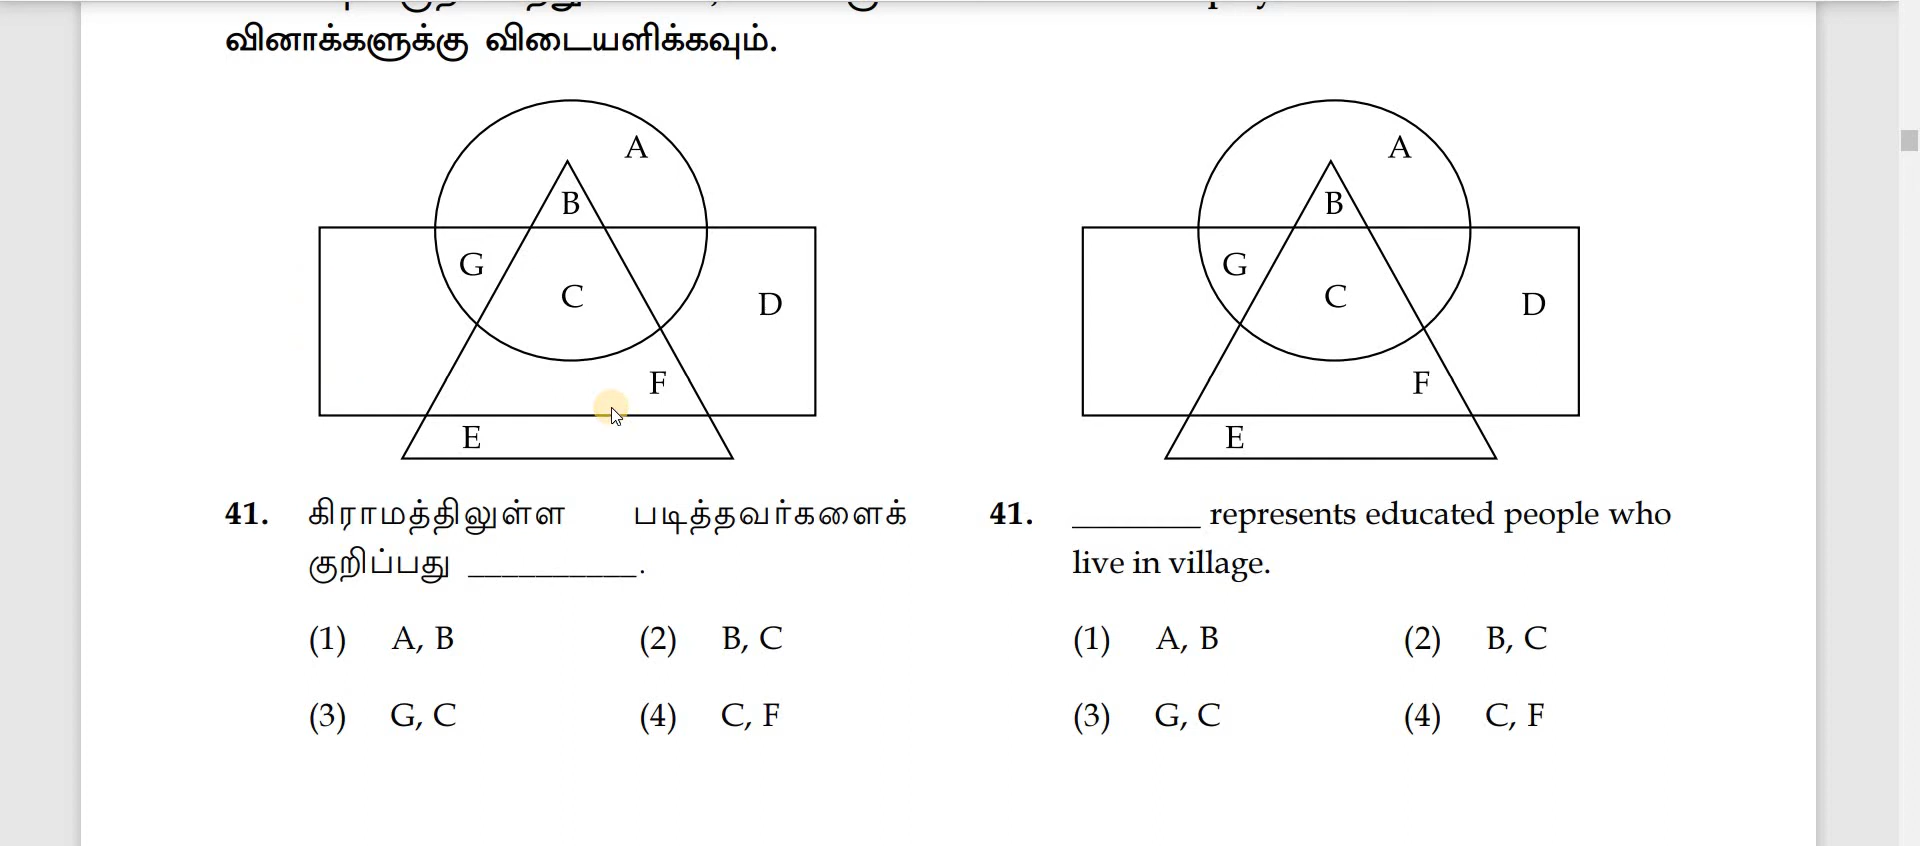 வினாக்களுக்கு விடையளிக்கவும்.
A
B
G
C
D
F
E
41. கிராமத்திலுள்ள படித்தவர்களைக்
குறிப்பது __________.
(1) A, B (2) B, C
(3) G, C (4) C, F
A
B
G
C
D
F
E
41. ________ represents educated people who
live in village.
(1) A, B (2) B, C
(3) G, C (4) C, F